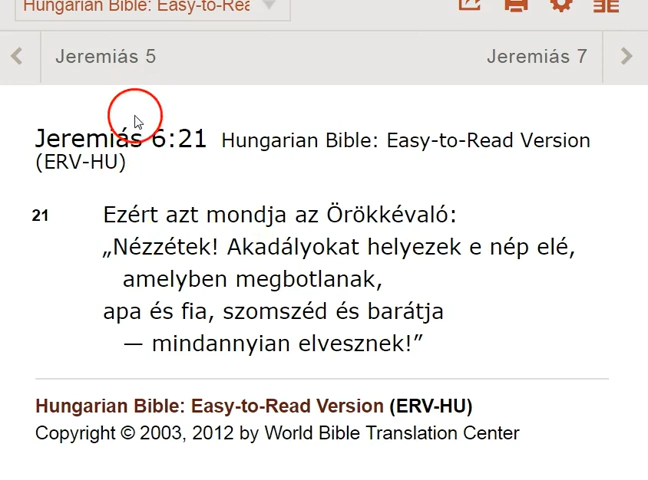 Hungarian Bible: Easy-to-Rea
Jeremiás 5
Jeremiás 7
Jeremiás 6:21 Hungarian Bible: Easy-to-Read Version
(ERV-HU)
21 Ezért azt mondja az Örökkévaló:
„Nézzétek! Akadályokat helyezek e nép elé,
amelyben megbotlanak,
apa és fia, szomszéd és barátja
— mindannyian elvesznek!”
Hungarian Bible: Easy-to-Read Version (ERV-HU)
Copyright © 2003, 2012 by World Bible Translation Center